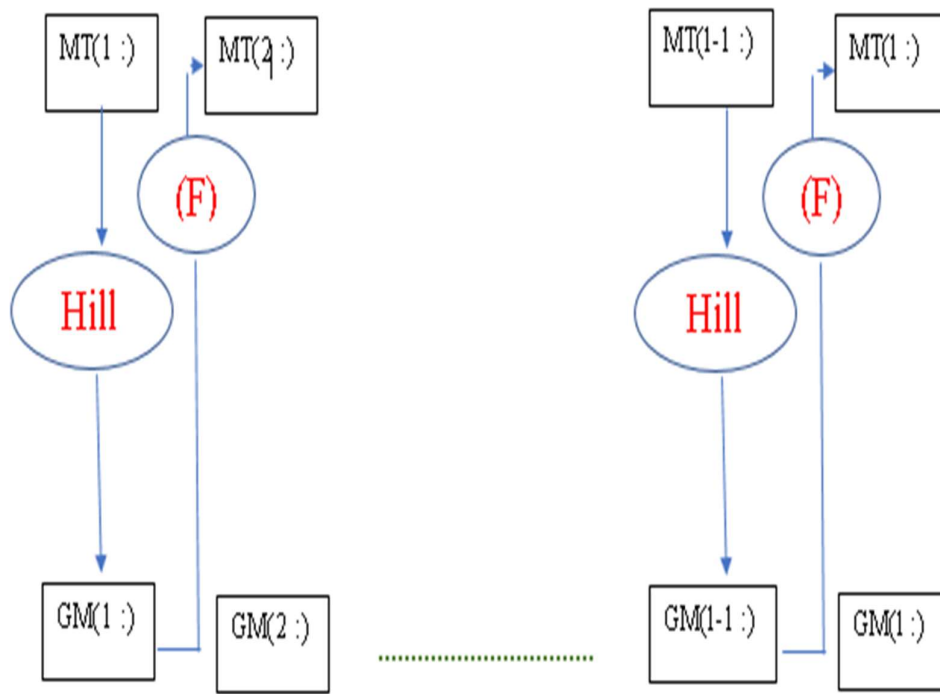 MT(1 :)
MT(2 :)
MT(1-1 :)
MT(1 :)
(F)
(F)
Hill
Hill
GM(1 :)
GM(2 :)
GM(1-1 :)
GM(1 :)